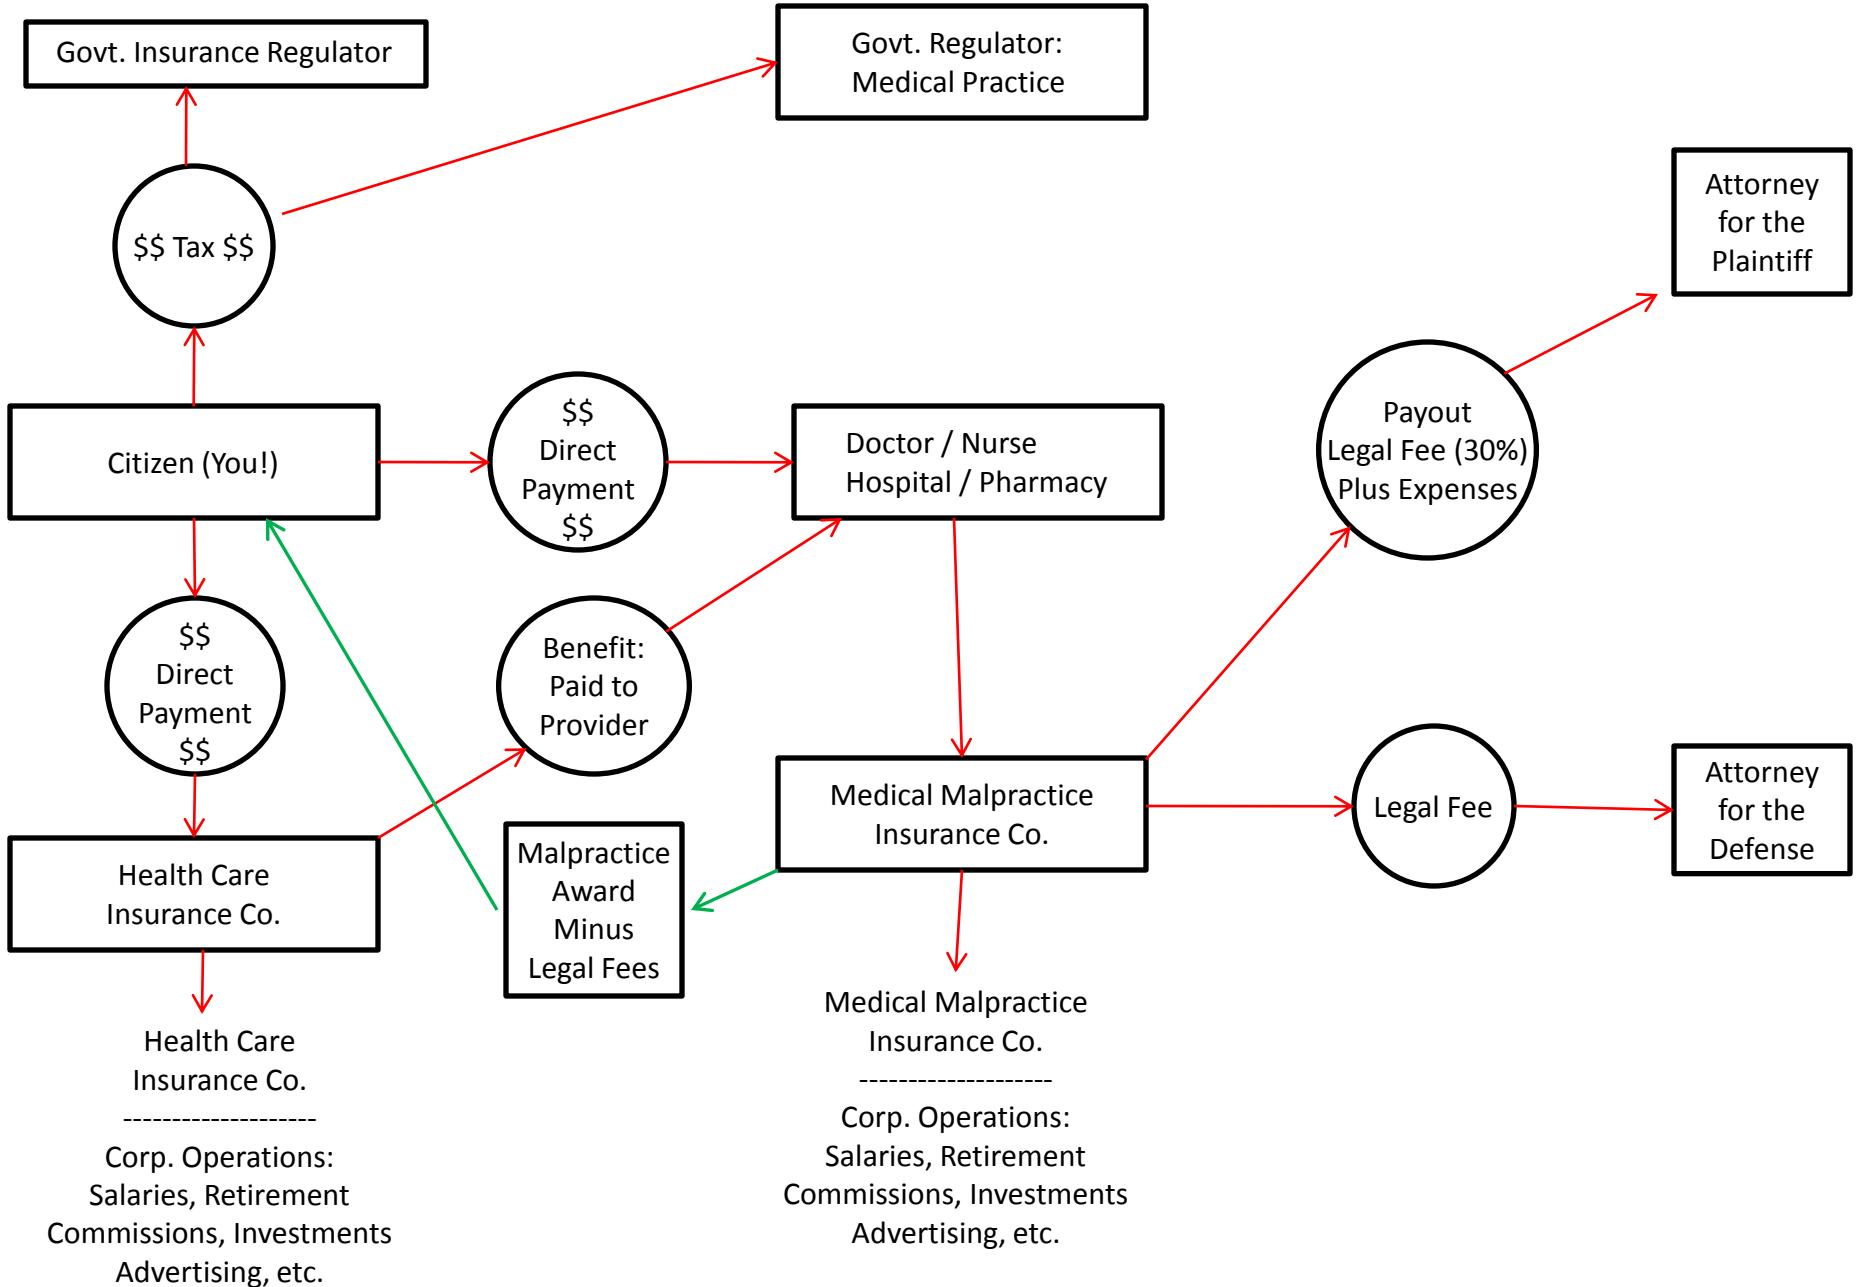 Govt. Insurance Regulator
Govt. Regulator:
Medical Practice
Attorney
for the
Plaintiff
$$ Tax $$
Citizen (You!)
$$
Direct
Payment
$$
Doctor / Nurse
Hospital / Pharmacy
Payout
Legal Fee (30%)
Plus Expenses
$$
Direct
Payment
$$
Benefit:
Paid to
Provider
Health Care
Insurance Co.
Malpractice
Award
Minus
Legal Fees
Medical Malpractice
Insurance Co.
Legal Fee
Attorney
for the
Defense
Health Care
Insurance Co.
--------------------
Corp. Operations:
Salaries, Retirement
Commissions, Investments
Advertising, etc.
Medical Malpractice
Insurance Co.
--------------------
Corp. Operations:
Salaries, Retirement
Commissions, Investments
Advertising, etc.